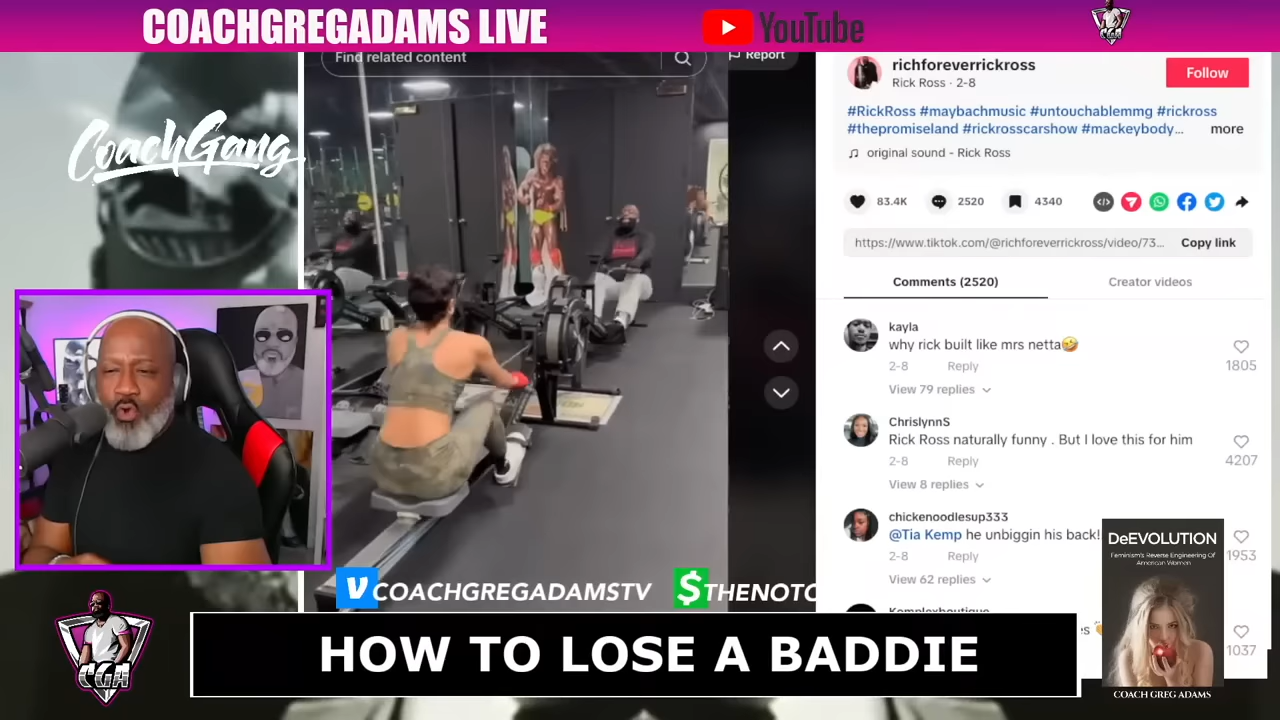 COACHGREGADAMS LIVE
YouTube
CoachGang
Find related content
Report
richforeverrickross
Rick Ross · 2-8
Follow
#RickRoss #maybachmusic #untouchablemmg #rickross
#thepromiseland #rickrosscarshow #mackeybody... more
original sound - Rick Ross
83.4K
2520
4340
https://www.tiktok.com/@richforeverrickross/video/73...
Copy link
Comments (2520)
Creator videos
kayla
why rick built like mrs netta🤣
2-8 Reply
1805
View 79 replies
ChrislynnS
Rick Ross naturally funny . But I love this for him
2-8 Reply
4207
View 8 replies
chickenoodlesup333
@Tia Kemp he unbiggin his back!
2-8 Reply
1953
View 62 replies
1037
DeEVOLUTION
Feminism's Reverse Engineering Of
American Women
COACH GREG ADAMS
COACHGREGADAMSTV
$THENOTO
CGA
HOW TO LOSE A BADDIE